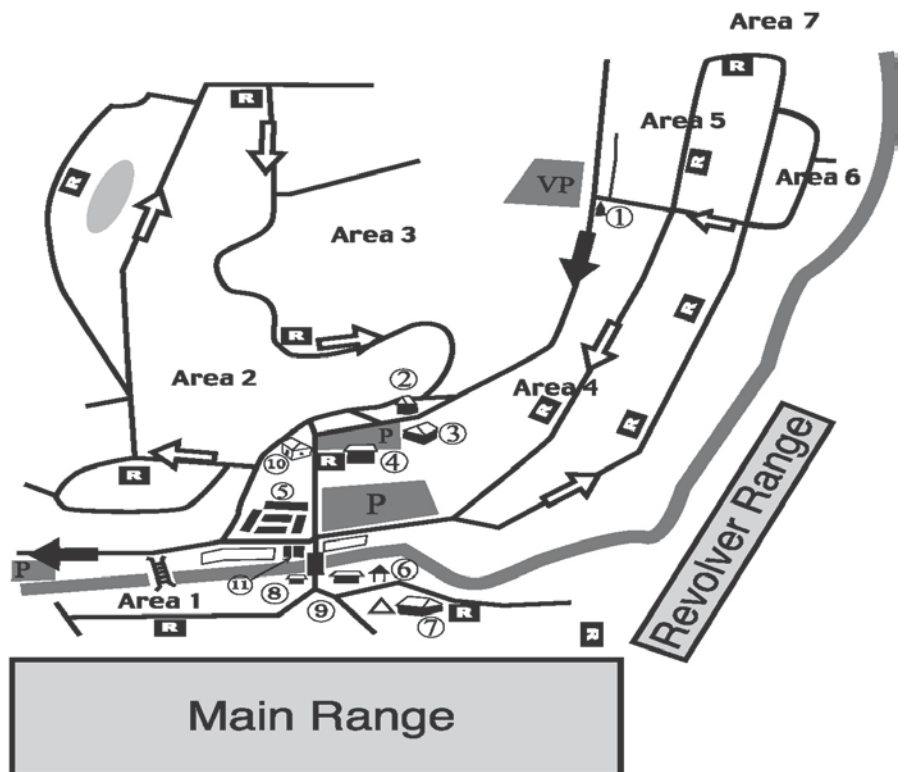 Area 7
R
R
Area 5
R
R
VP
Area 6
①
Area 3
R
R
Area 2
②
Area 4
R
③
P
R
⑩
R
④
R
⑤
P
P
⑥
⑪
⑧
Area 1
⑨
R
⑦
R
R
Revolver Range
Main Range